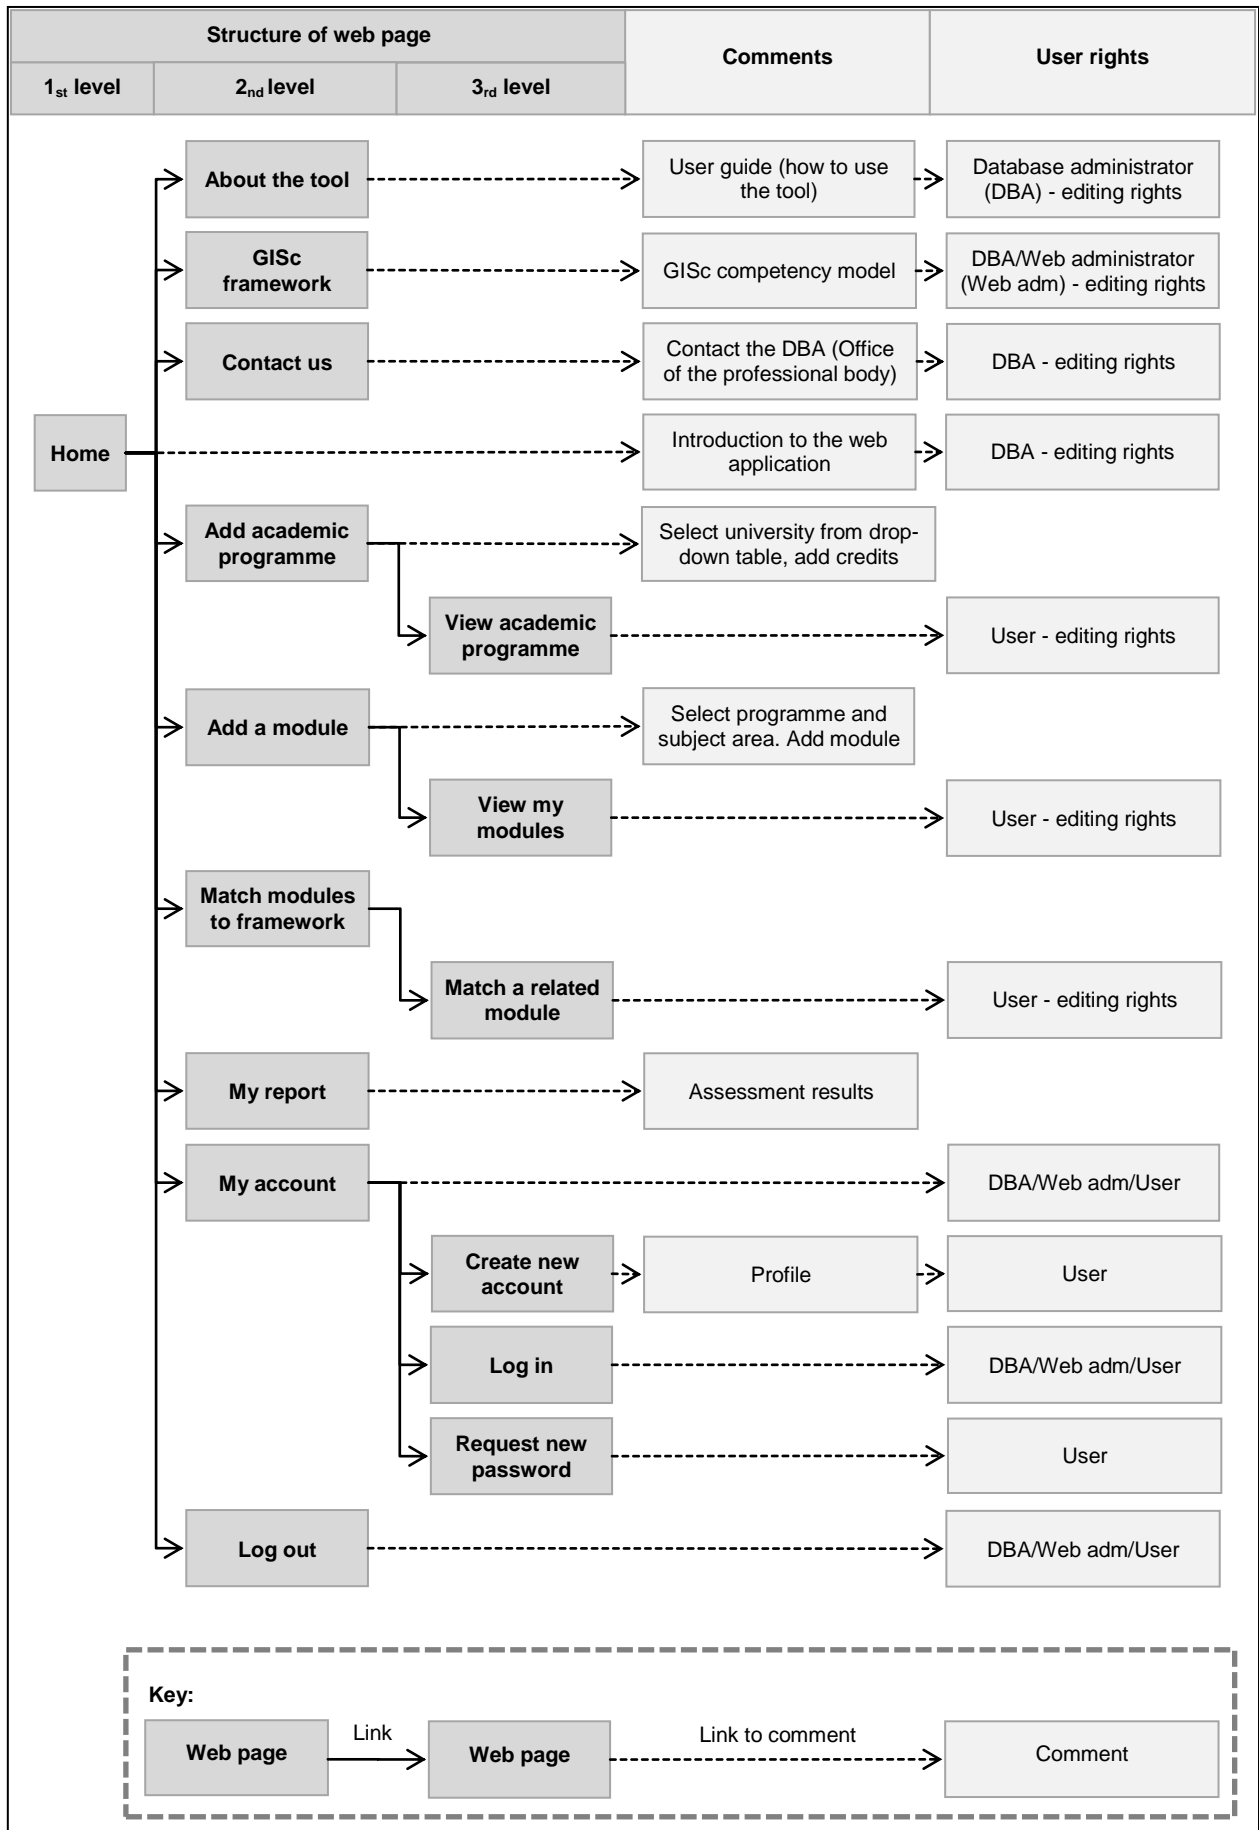 Structure of web page
Comments
User rights
1st level
2nd level
3rd level
About the tool
User guide (how to use
the tool)
Database administrator
(DBA) - editing rights
GISc
framework
GISc competency model
DBA/Web administrator
(Web adm) - editing rights
Contact us
Contact the DBA (Office
of the professional body)
DBA - editing rights
Home
Introduction to the web
application
DBA - editing rights
Add academic
programme
Select university from drop-
down table, add credits
View academic
programme
User - editing rights
Add a module
Select programme and
subject area. Add module
View my
modules
User - editing rights
Match modules
to framework
Match a related
module
User - editing rights
My report
Assessment results
My account
DBA/Web adm/User
Create new
account
Profile
User
Log in
DBA/Web adm/User
Request new
password
User
Log out
DBA/Web adm/User
Key:
Web page
Link
Web page
Link to comment
Comment